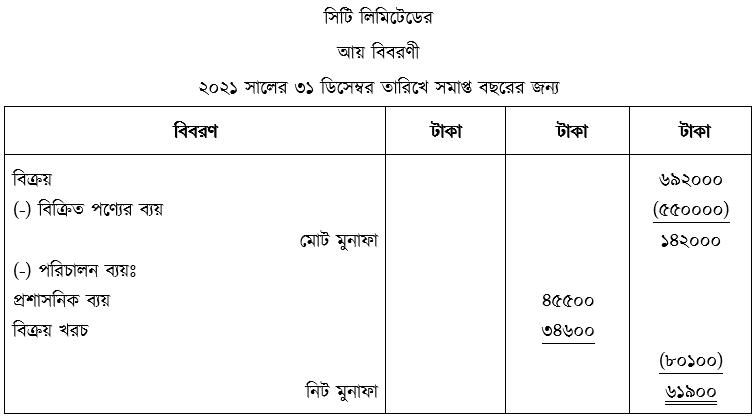 সিটি লিমিটেডের
আয় বিবরণী
২০২১ সালের ৩১ ডিসেম্বর তারিখে সমাপ্ত বছরের জন্য
বিবরণ টাকা টাকা টাকা
বিক্রয় ৬৯২০০০
(-) বিক্রিত পণ্যের ব্যয় (৫৫০০০০)
মোট মুনাফা ১৪২০০০
(-) পরিচালন ব্যয়ঃ
প্রশাসনিক ব্যয় ৪৫৫০০
বিক্রয় খরচ ৩৪৬০০
(৮০১০০)
নিট মুনাফা ৬১৯০০